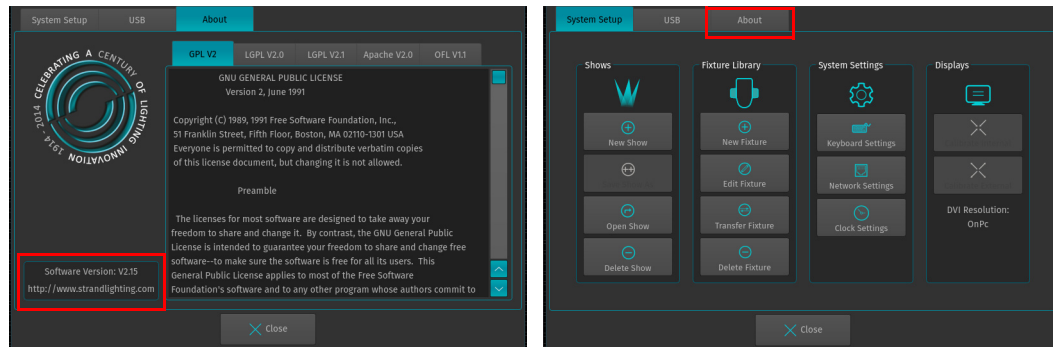 System Setup
USB
About
CELEBRATING A CENTURY OF LIGHTING INNOVATION 1914 - 2014
GPL V2
LGPL V2.0
LGPL V2.1
Apache V2.0
OFL V1.1
GNU GENERAL PUBLIC LICENSE
Version 2, June 1991
Copyright (C) 1989, 1991 Free Software Foundation, Inc.,
51 Franklin Street, Fifth Floor, Boston, MA 02110-1301 USA
Everyone is permitted to copy and distribute verbatim copies
of this license document, but changing it is not allowed.
Preamble
The licenses for most software are designed to take away your
freedom to share and change it. By contrast, the GNU General Public
License is intended to guarantee your freedom to share and change free
software--to make sure the software is free for all its users. This
General Public License applies to most of the Free Software
Foundation's software and to any other program whose authors commit to
Software Version: V2.15
http://www.strandlighting.com
Close
System Setup
USB
About
Shows
New Show
Open Show
Delete Show
Fixture Library
New Fixture
Edit Fixture
Transfer Fixture
Delete Fixture
System Settings
Keyboard Settings
Network Settings
Clock Settings
Displays
DVI Resolution:
OnPc
Close